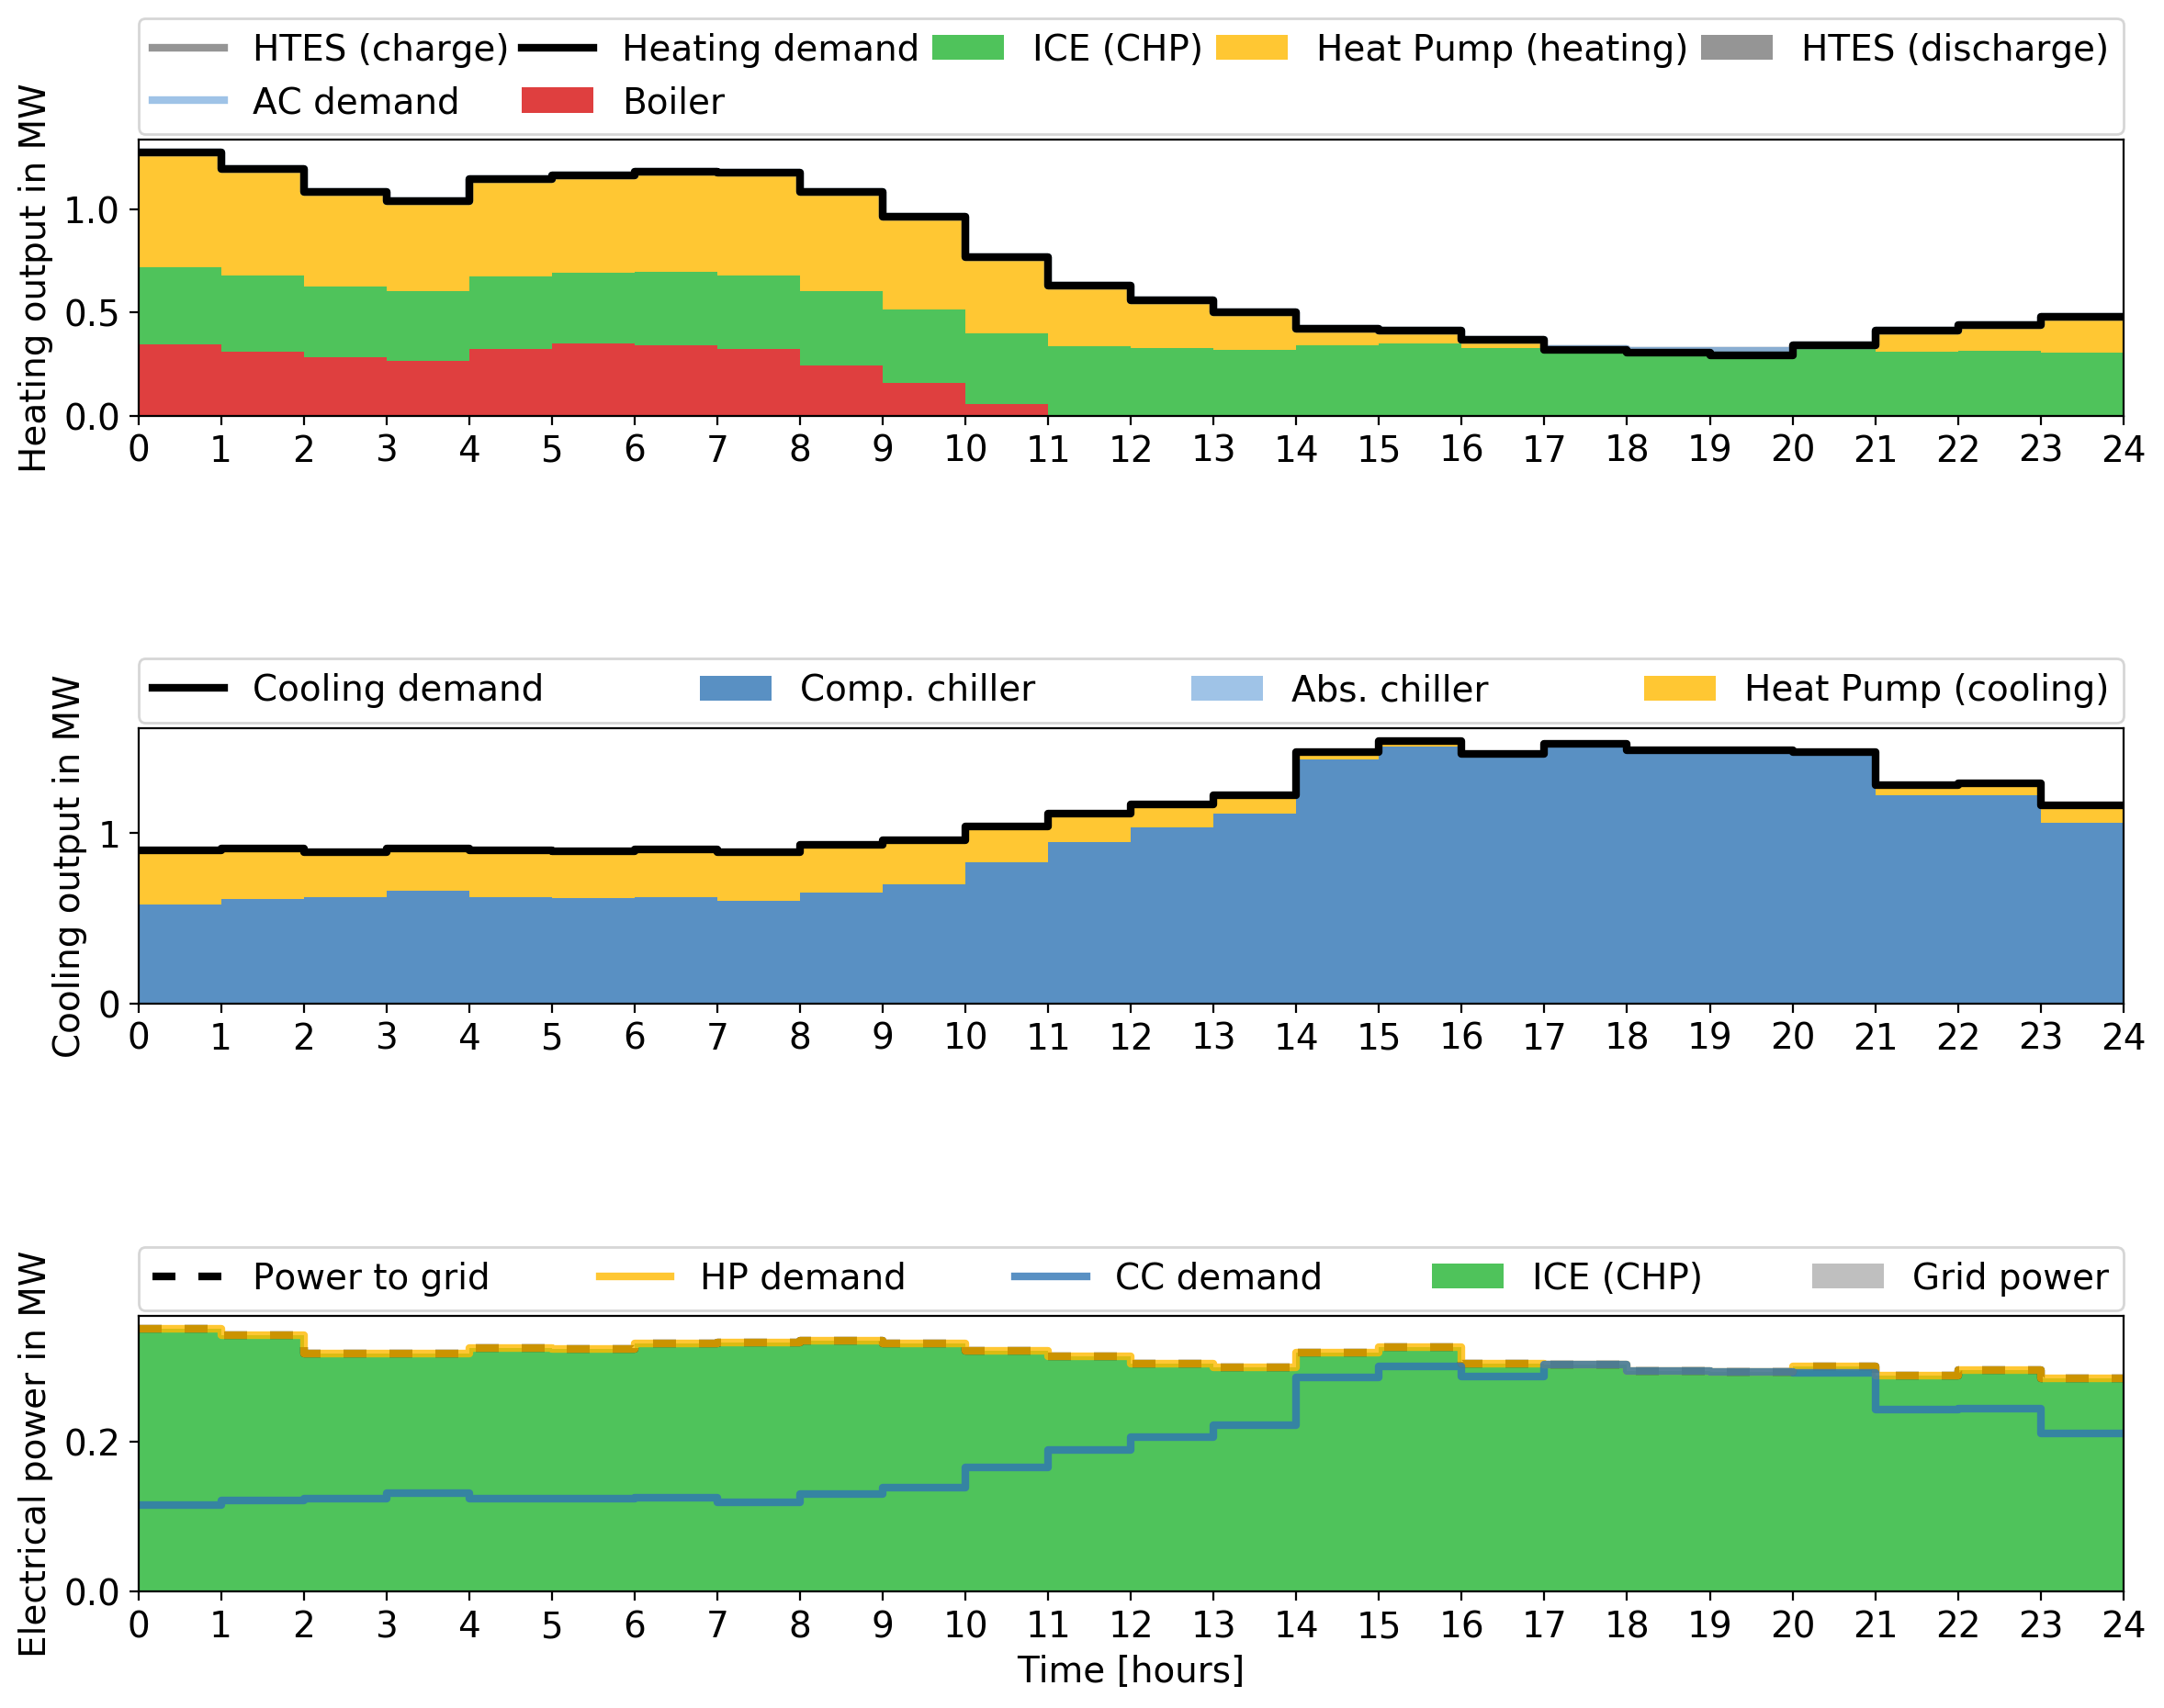 HTES (charge) Heating demand ICE (CHP) Heat Pump (heating) HTES (discharge)
AC demand Boiler
Heating output in MW
1.0
0.5
0.0
0 1 2 3 4 5 6 7 8 9 10 11 12 13 14 15 16 17 18 19 20 21 22 23 24
Cooling demand Comp. chiller Abs. chiller Heat Pump (cooling)
Cooling output in MW
1
0
0 1 2 3 4 5 6 7 8 9 10 11 12 13 14 15 16 17 18 19 20 21 22 23 24
Power to grid HP demand CC demand ICE (CHP) Grid power
Electrical power in MW
0.2
0.0
0 1 2 3 4 5 6 7 8 9 10 11 12 13 14 15 16 17 18 19 20 21 22 23 24
Time [hours]